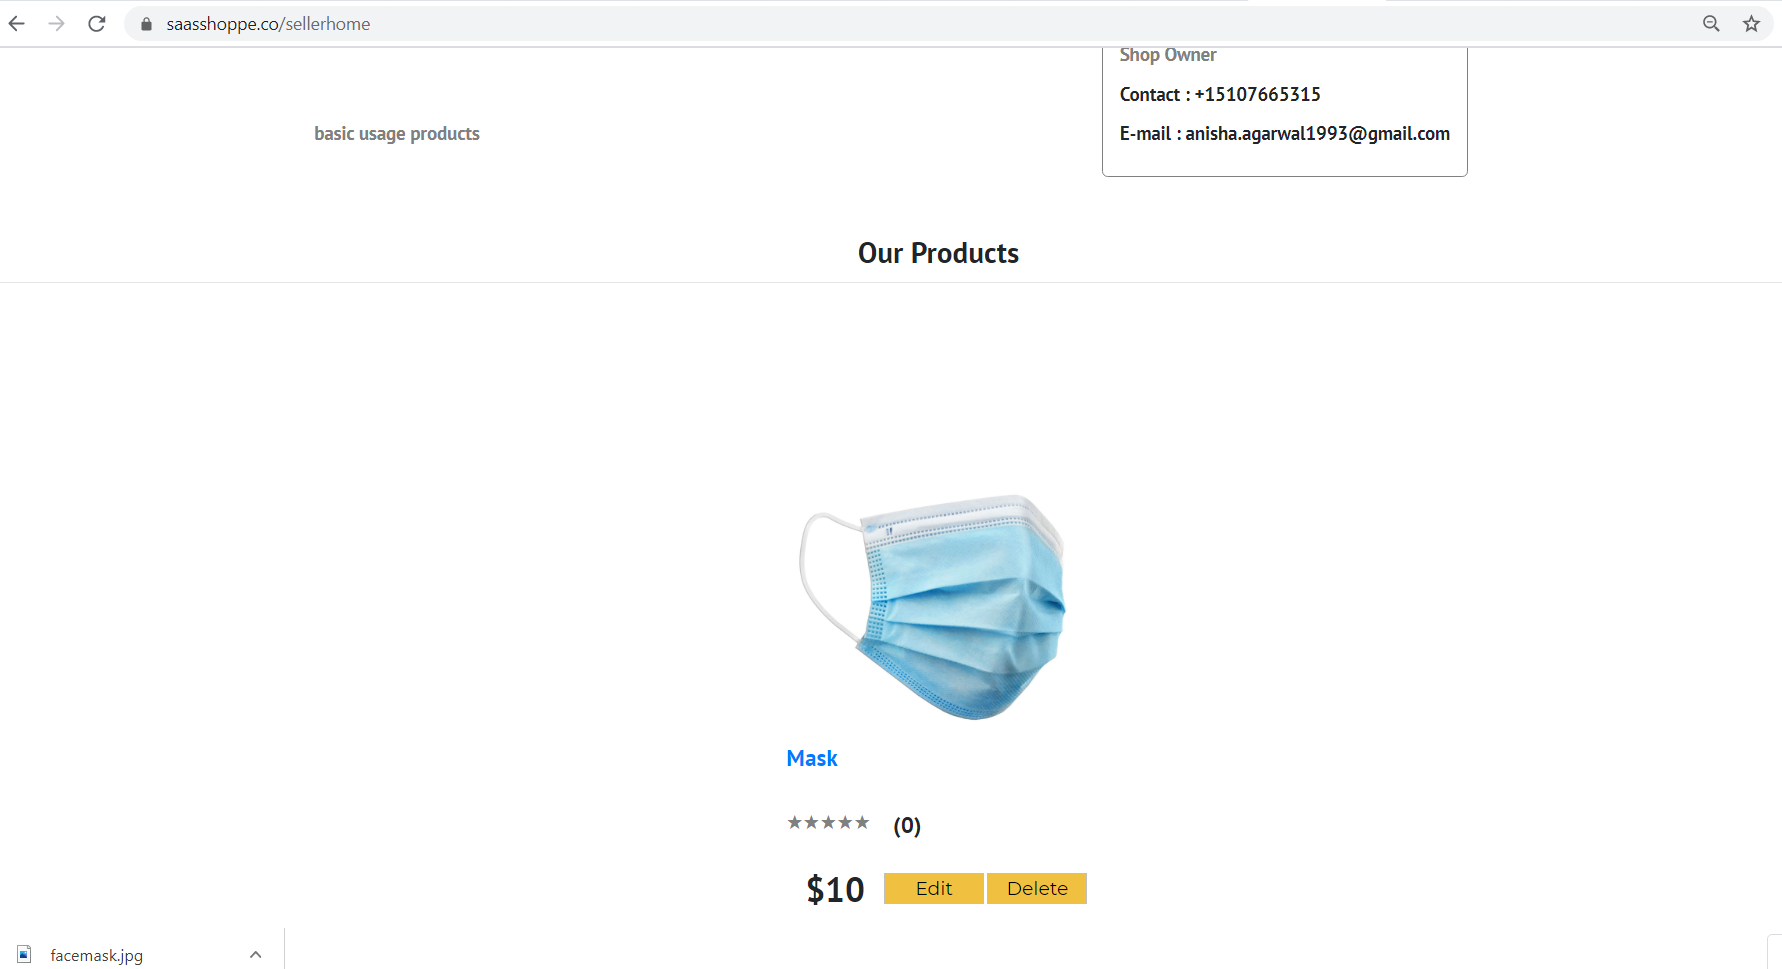 saasshoppe.co/sellerhome
Shop Owner
Contact : +15107665315
basic usage products
E-mail : anisha.agarwal1993@gmail.com
Our Products
Mask
★★★★★ (0)
$10 Edit Delete
facemask.jpg